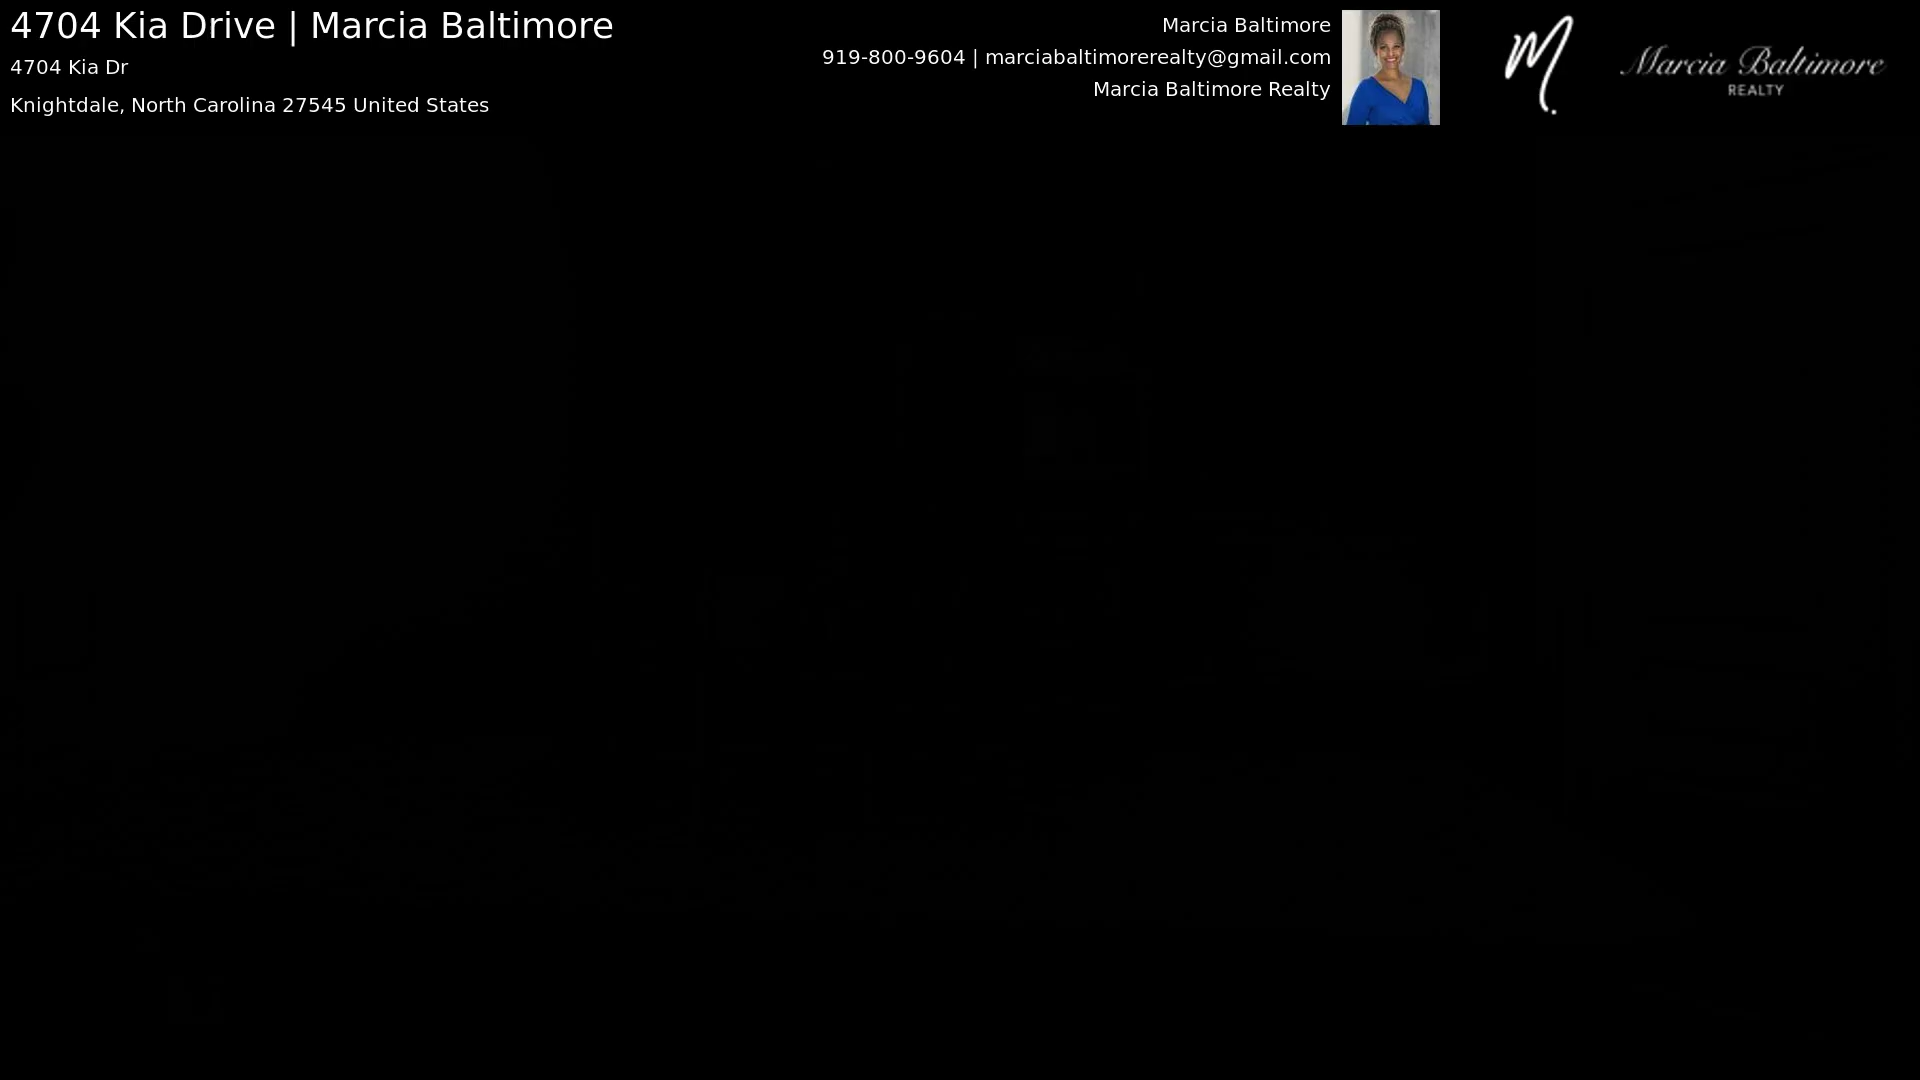 4704 Kia Drive | Marcia Baltimore
4704 Kia Dr
Knightdale, North Carolina 27545 United States
Marcia Baltimore
919-800-9604 | marciabaltimorerealty@gmail.com
Marcia Baltimore Realty
M.
Marcia Baltimore
REALTY